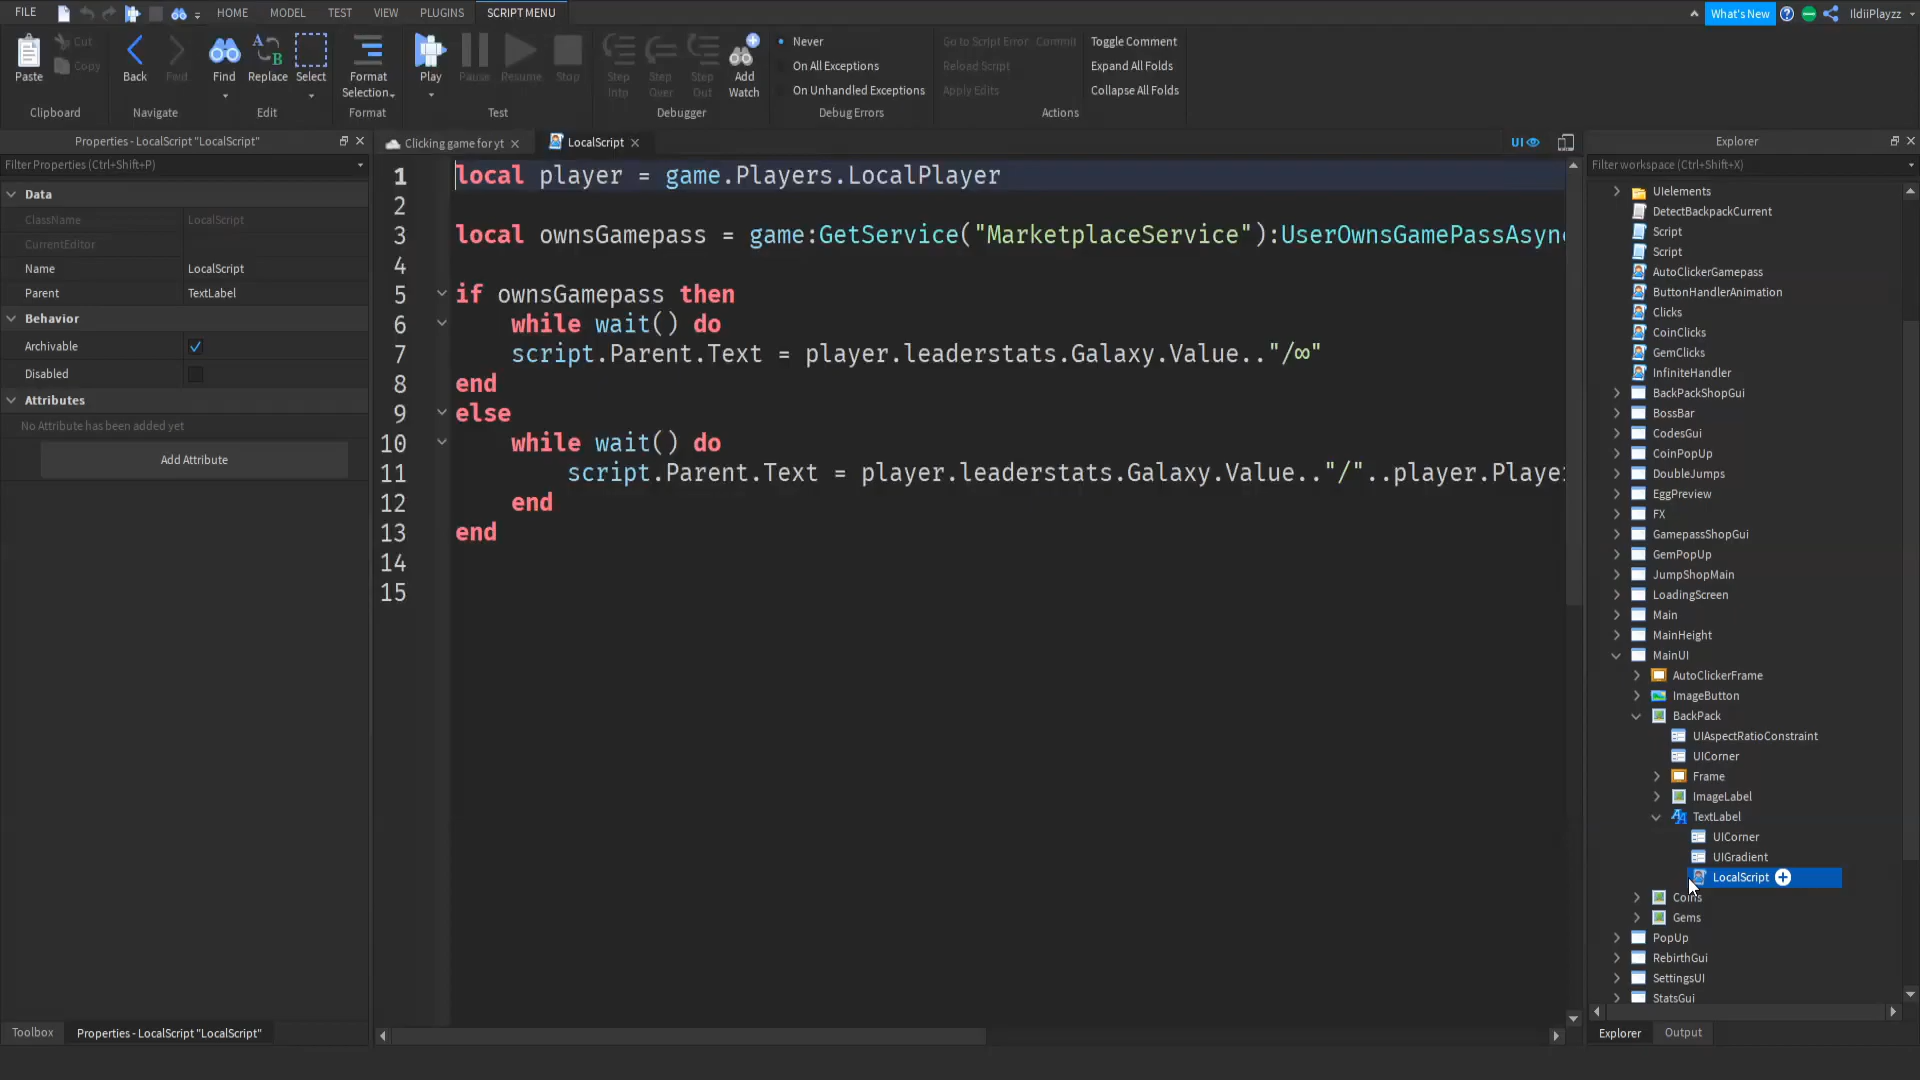 FILE
HOME
MODEL
TEST
VIEW
PLUGINS
SCRIPT MENU
What's New
IldiiPlayzz
Paste
Cut
Copy
Clipboard
Back
Fwd
Navigate
Find
Replace
Select
Edit
Format
Selection
Format
Play
Pause
Resume
Stop
Test
Step
Into
Step
Over
Step
Out
Add
Watch
Debugger
Never
On All Exceptions
On Unhandled Exceptions
Debug Errors
Go to Script Error
Commit
Reload Script
Apply Edits
Toggle Comment
Expand All Folds
Collapse All Folds
Actions
Properties - LocalScript "LocalScript"
Filter Properties (Ctrl+Shift+P)
Data
ClassName LocalScript
CurrentEditor
Name LocalScript
Parent TextLabel
Behavior
Archivable
Disabled
Attributes
No Attribute has been added yet
Add Attribute
Toolbox
Properties - LocalScript "LocalScript"
Clicking game for yt
LocalScript
UI
1 local player = game.Players.LocalPlayer
2
3 local ownsGamepass = game:GetService("MarketplaceService"):UserOwnsGamePassAsync
4
5 if ownsGamepass then
6 while wait() do
7 script.Parent.Text = player.leaderstats.Galaxy.Value.."/∞"
8 end
9 else
10 while wait() do
11 script.Parent.Text = player.leaderstats.Galaxy.Value.."/"..player.Playe
12 end
13 end
14
15
Explorer
Filter workspace (Ctrl+Shift+X)
UIelements
DetectBackpackCurrent
Script
Script
AutoClickerGamepass
ButtonHandlerAnimation
Clicks
CoinClicks
GemClicks
InfiniteHandler
BackPackShopGui
BossBar
CodesGui
CoinPopUp
DoubleJumps
EggPreview
FX
GamepassShopGui
GemPopUp
JumpShopMain
LoadingScreen
Main
MainHeight
MainUI
AutoClickerFrame
ImageButton
BackPack
UIAspectRatioConstraint
UICorner
Frame
ImageLabel
TextLabel
UICorner
UIGradient
LocalScript
Coins
Gems
PopUp
RebirthGui
SettingsUI
StatsGui
Explorer
Output